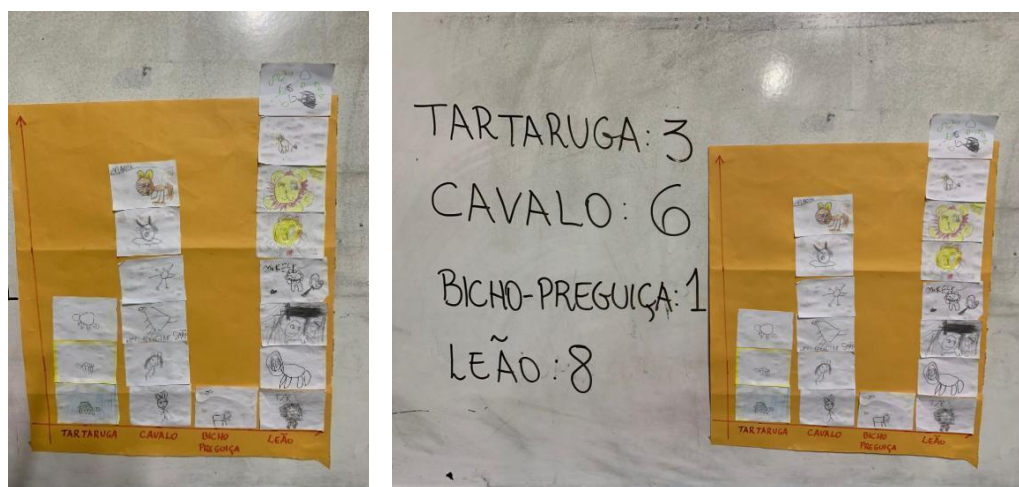 TARTARUGA CAVALO BICHO PREGUIÇA LEÃO
TARTARUGA: 3
CAVALO: 6
BICHO-PREGUIÇA: 1
LEÃO: 8
TARTARUGA CAVALO BICHO PREGUIÇA LEÃO